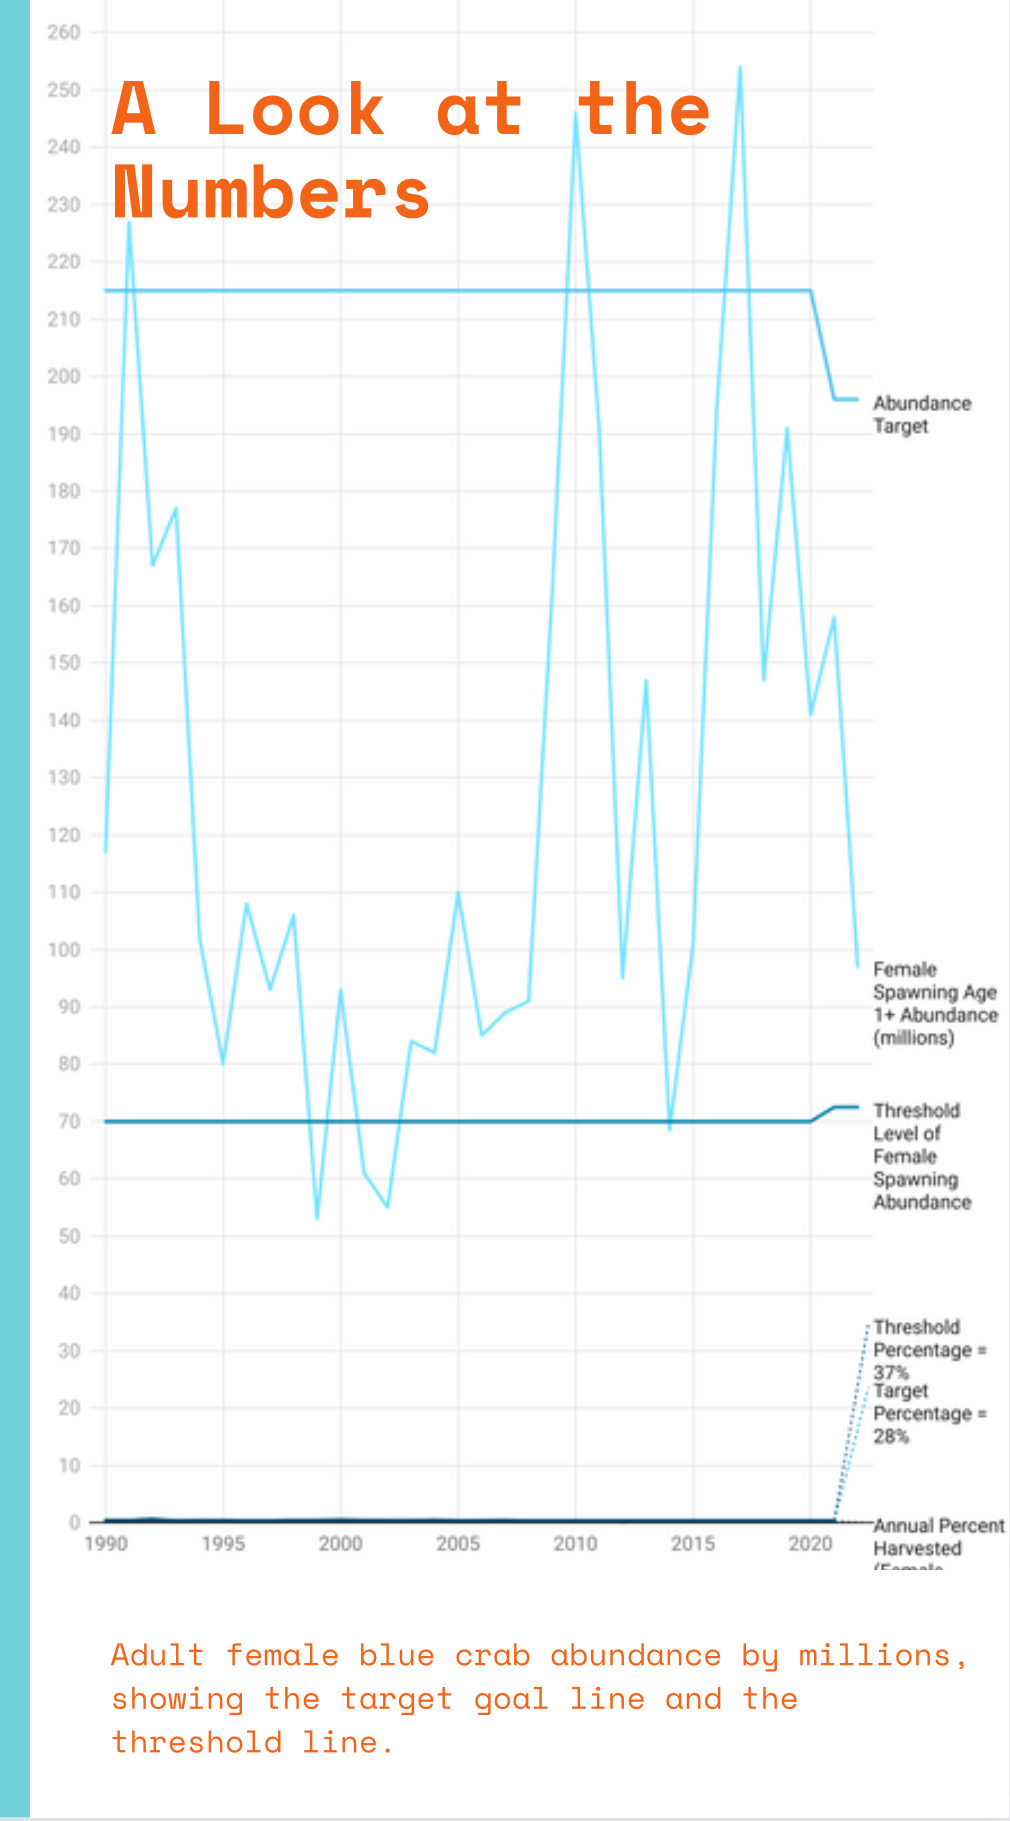 260
250
240
230
220
210
200
190
180
170
160
150
140
130
120
110
100
90
80
70
60
50
40
30
20
10
0
A Look at the
Numbers
Abundance
Target
Female
Spawning Age
1+ Abundance
(millions)
Threshold
Level of
Female
Spawning
Abundance
Threshold
Percentage =
37%
Target
Percentage =
28%
Annual Percent
Harvested
1990 1995 2000 2005 2010 2015 2020
Adult female blue crab abundance by millions,
showing the target goal line and the
threshold line.